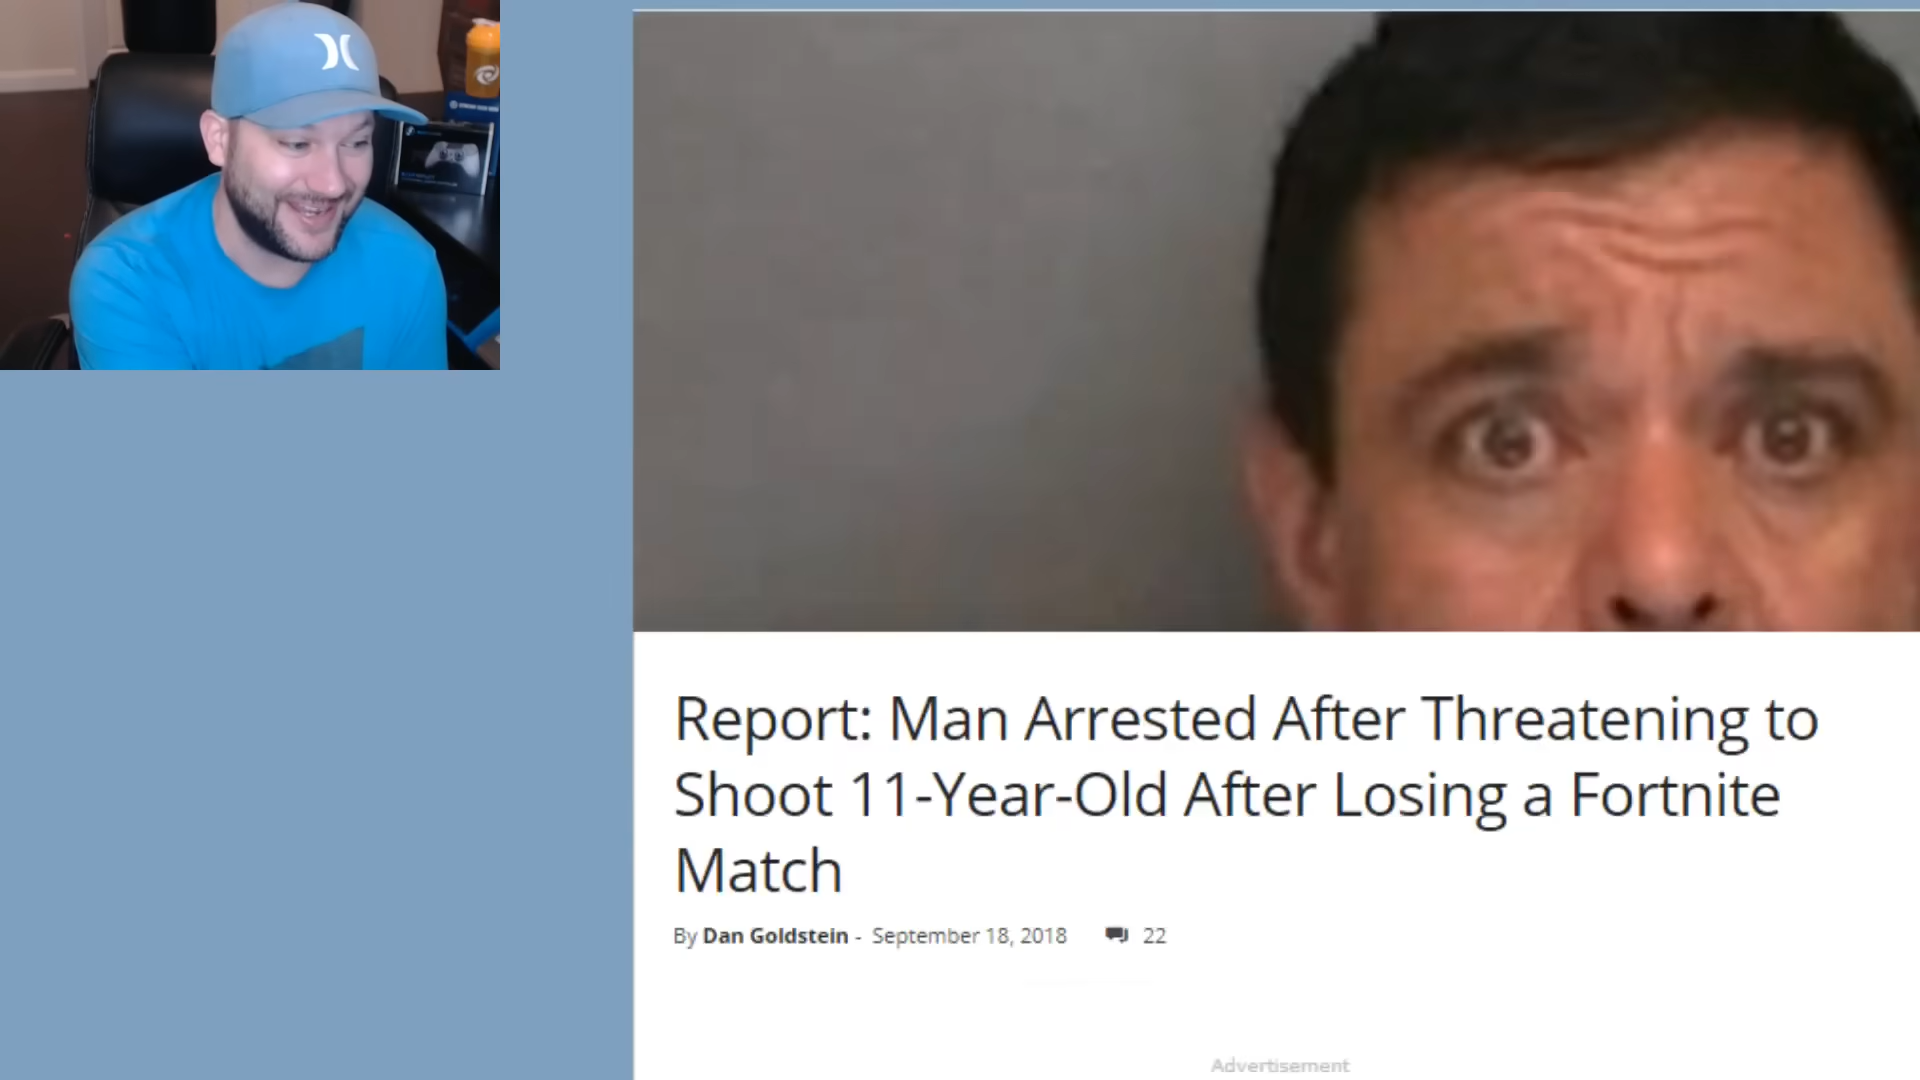 Report: Man Arrested After Threatening to
Shoot 11-Year-Old After Losing a Fortnite
Match
By Dan Goldstein - September 18, 2018 22
Advertisement